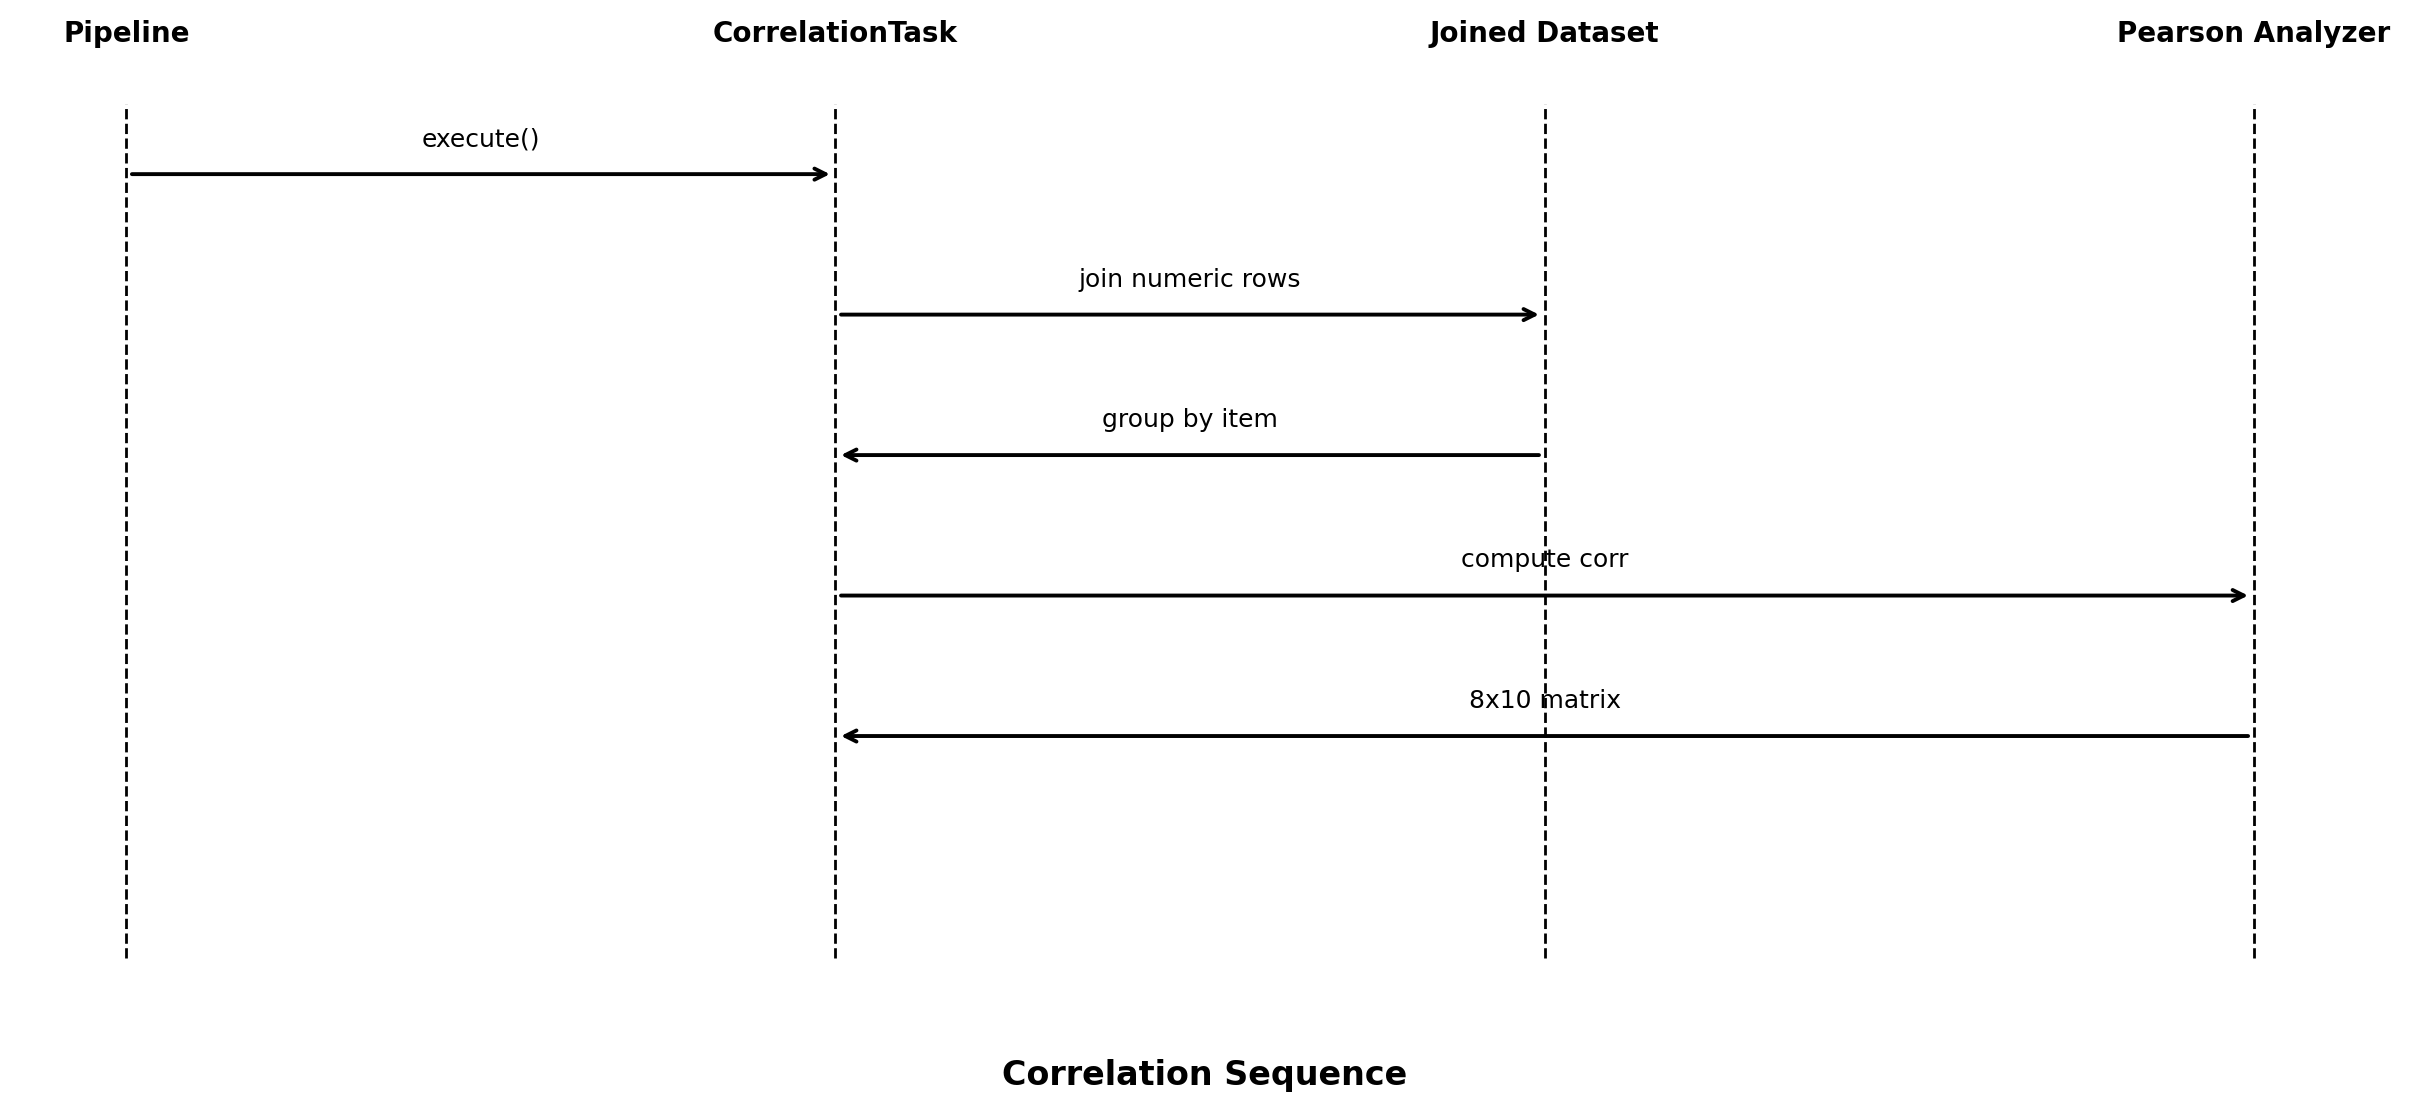 Pipeline
CorrelationTask
Joined Dataset
Pearson Analyzer
execute()
join numeric rows
group by item
compute corr
8x10 matrix
Correlation Sequence